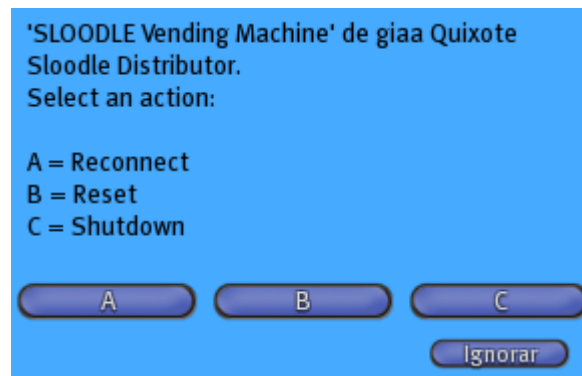 'SLOODLE Vending Machine' de giaa Quixote
Sloodle Distributor.
Select an action:
A = Reconnect
B = Reset
C = Shutdown
A B C
Ignorar